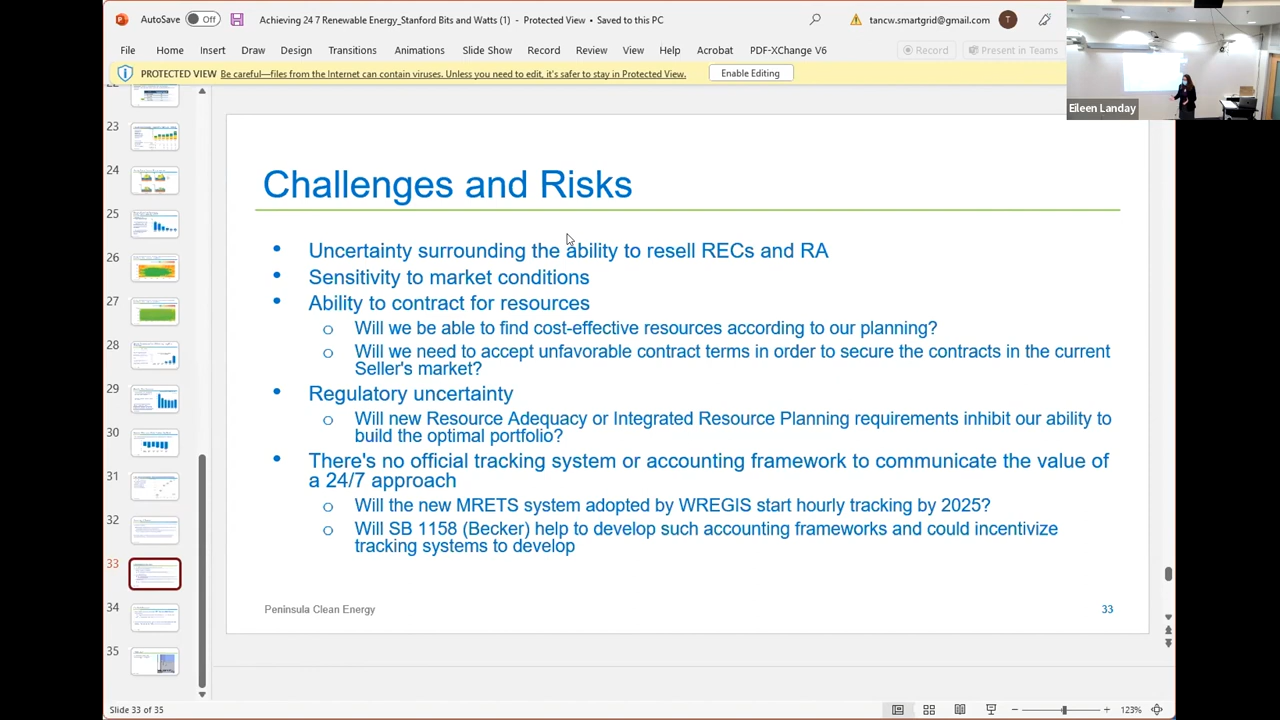 AutoSave
Off
Achieving 24 7 Renewable Energy_Stanford Bits and Watts (1) - Protected View • Saved to this PC
tancw.smartgrid@gmail.com
T
File Home Insert Draw Design Transitions Animations Slide Show Record Review View Help Acrobat PDF-XChange V6
Record
Present in Teams
PROTECTED VIEW Be careful—files from the Internet can contain viruses. Unless you need to edit, it's safer to stay in Protected View.
Enable Editing
Eileen Landay
23
24
25
26
27
28
29
30
31
32
33
34
35
Challenges and Risks
• Uncertainty surrounding the ability to resell RECs and RA
• Sensitivity to market conditions
• Ability to contract for resources
o Will we be able to find cost-effective resources according to our planning?
o Will we need to accept unfavorable contract terms in order to secure the contracts in the current
Seller's market?
• Regulatory uncertainty
o Will new Resource Adequacy or Integrated Resource Planning requirements inhibit our ability to
build the optimal portfolio?
• There's no official tracking system or accounting framework to communicate the value of
a 24/7 approach
o Will the new MRETS system adopted by WREGIS start hourly tracking by 2025?
o Will SB 1158 (Becker) help to develop such accounting frameworks and could incentivize
tracking systems to develop
Peninsula Clean Energy
33
Slide 33 of 35
123%